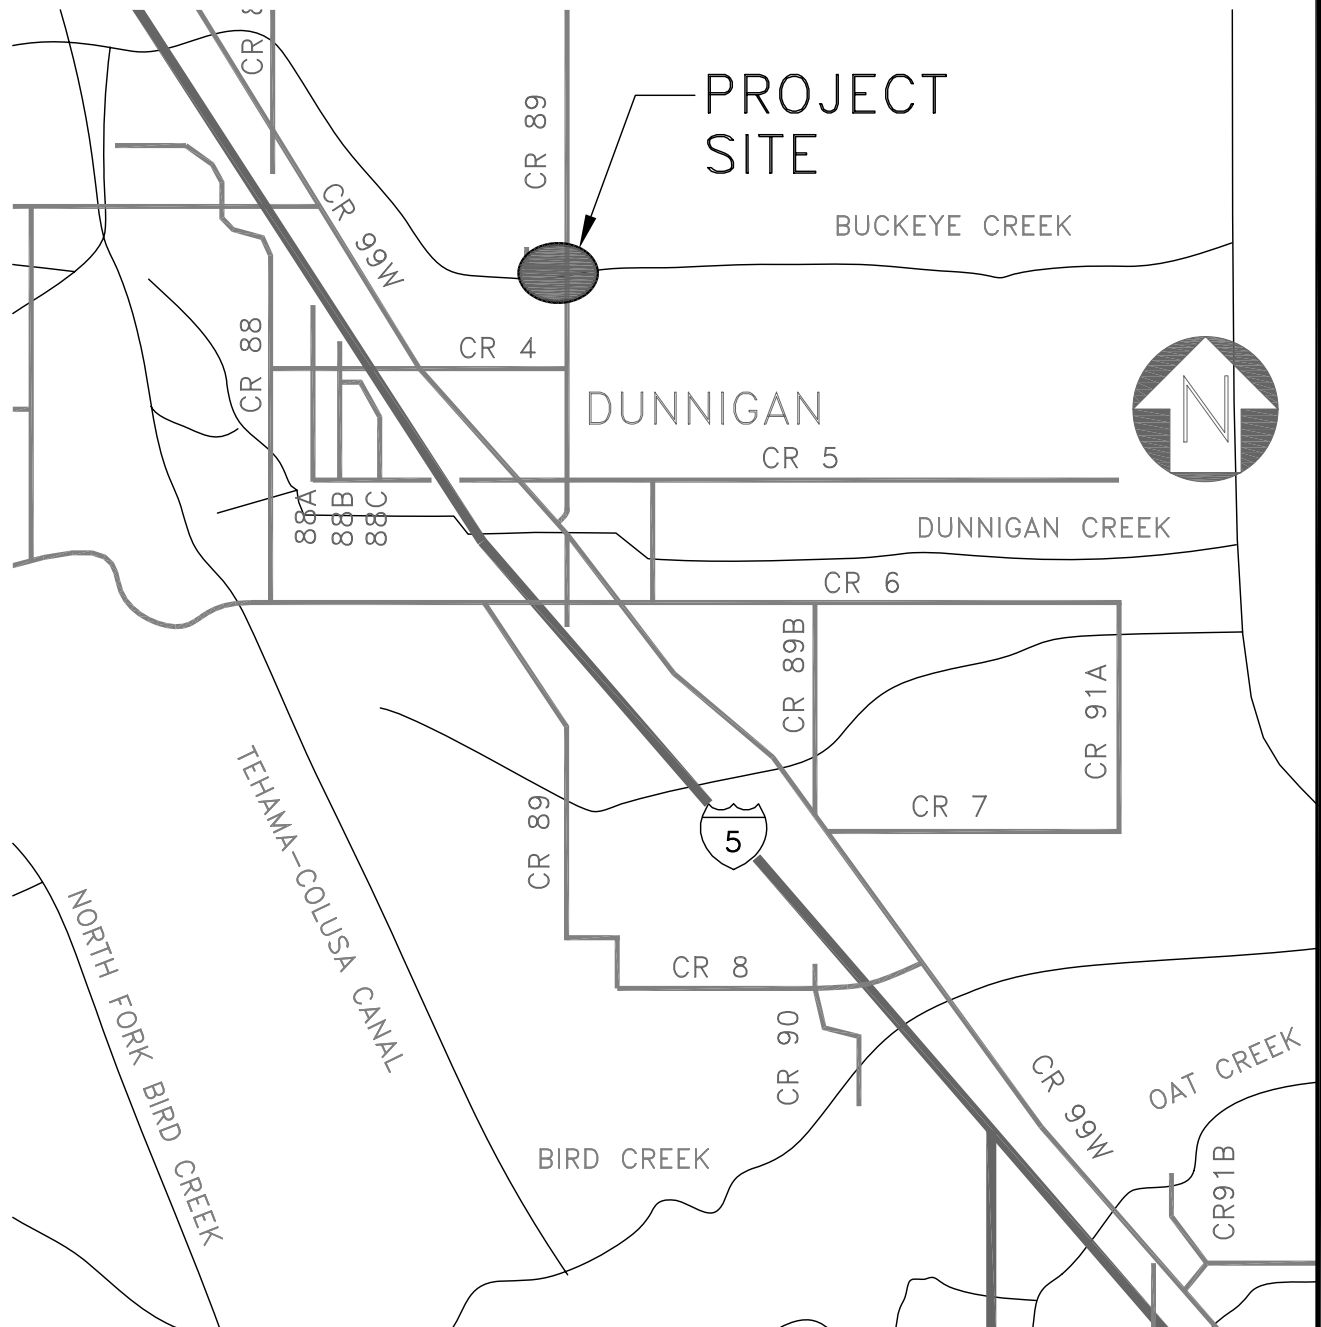 CR 8
CR 89
PROJECT
SITE
CR 99W
BUCKEYE CREEK
CR 88
CR 4
DUNNIGAN
N
CR 5
88A
88B
88C
DUNNIGAN CREEK
CR 6
CR 89B
CR 91A
TEHAMA-COLUSA CANAL
CR 89
5
CR 7
NORTH FORK BIRD CREEK
CR 8
CR 90
CR 99W
OAT CREEK
BIRD CREEK
CR91B